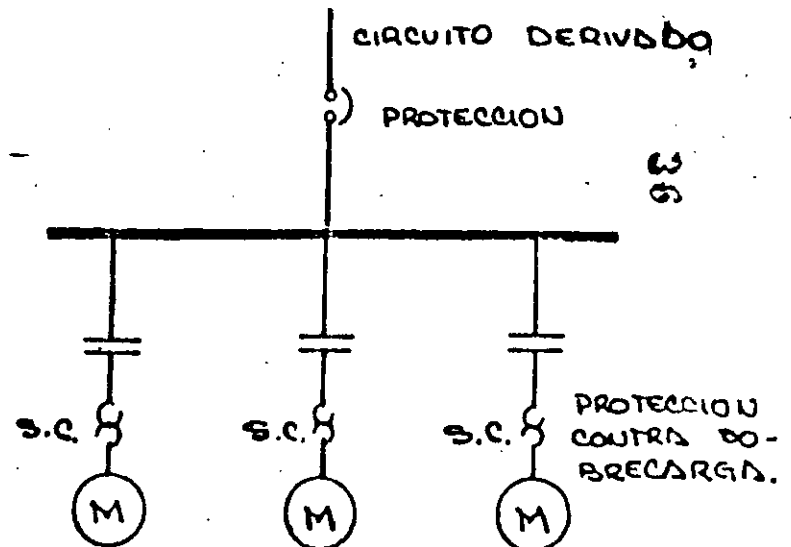 CIRCUITO DERIVADO
PROTECCION
S.C.
S.C.
S.C.
PROTECCION
CONTRA SO-
BRECARGA.
M
M
M